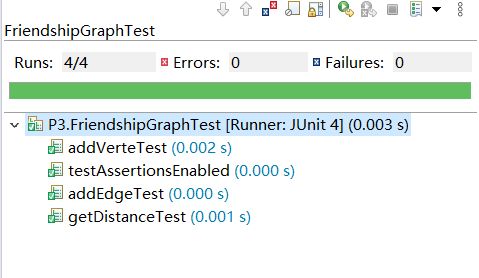 FriendshipGraphTest
Runs: 4/4 Errors: 0 Failures: 0
P3.FriendshipGraphTest [Runner: JUnit 4] (0.003 s)
addVerteTest (0.002 s)
testAssertionsEnabled (0.000 s)
addEdgeTest (0.000 s)
getDistanceTest (0.001 s)